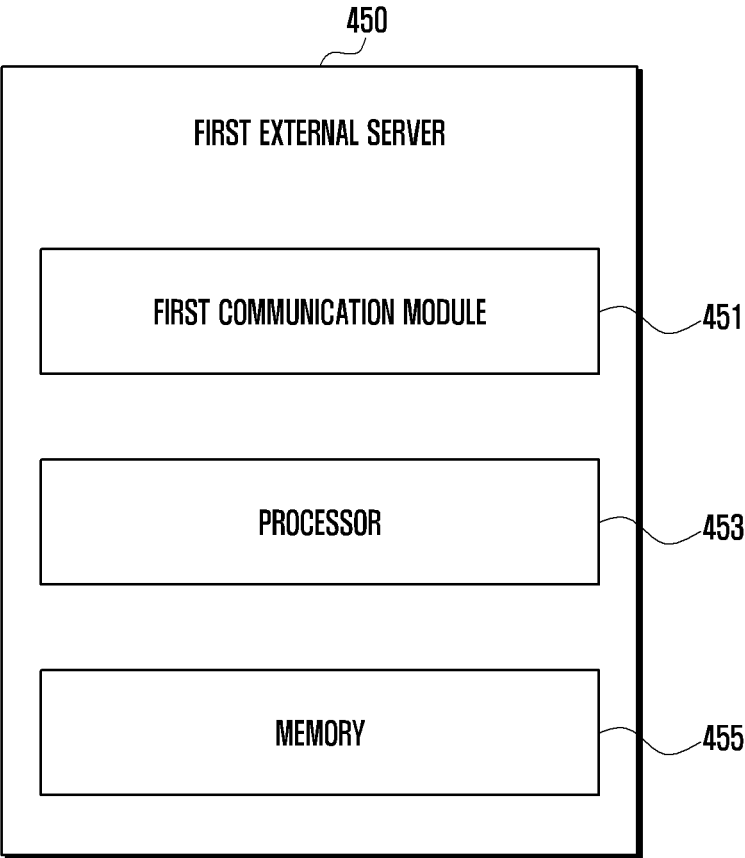 450
FIRST EXTERNAL SERVER
FIRST COMMUNICATION MODULE
451
PROCESSOR
453
MEMORY
455